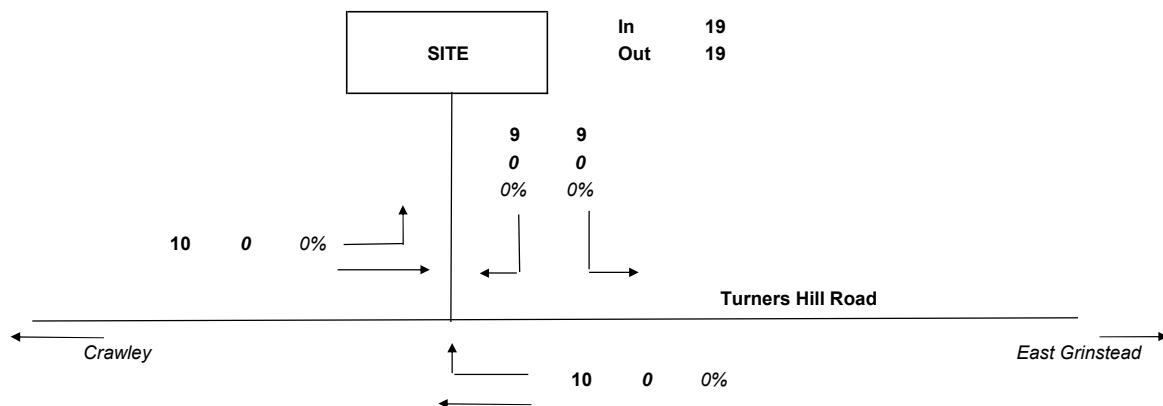 In 19
SITE
Out 19
9 9
0 0
0% 0%
10 0 0%
Turners Hill Road
Crawley
East Grinstead
10 0 0%